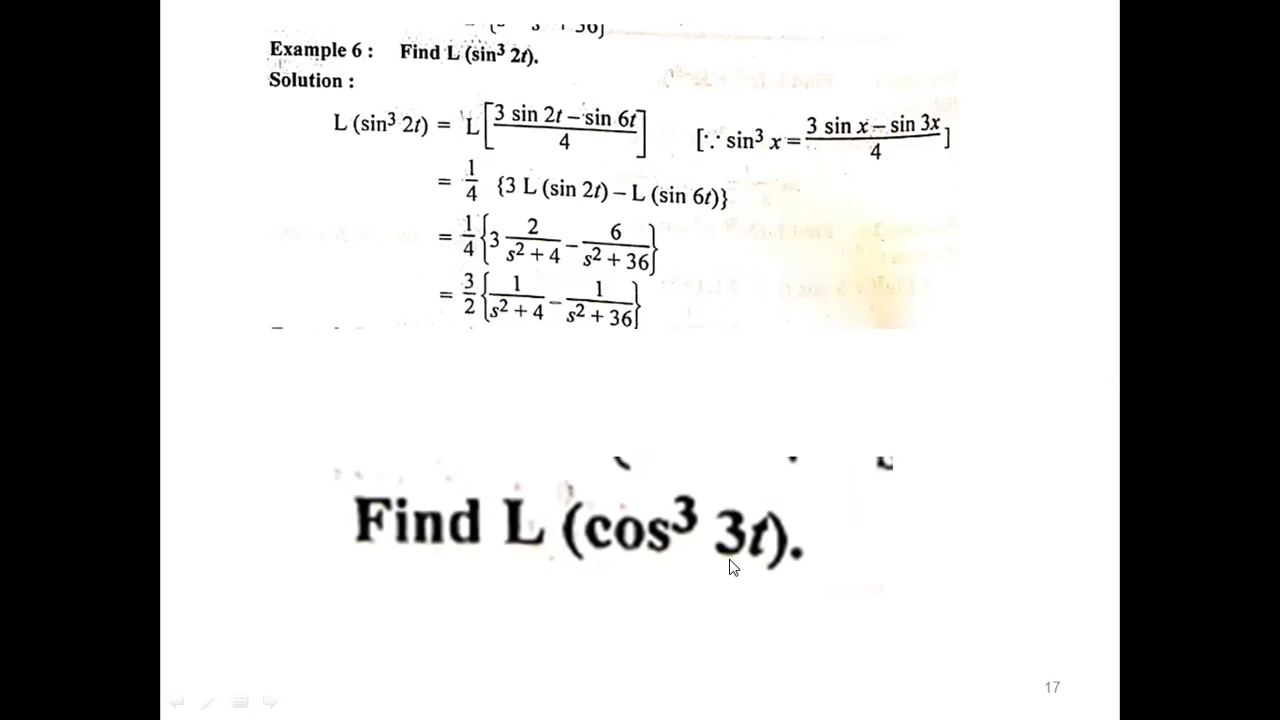 Example 6 : Find L (sin³ 2t).
Solution :
L (sin³ 2t) = L [ (3 sin 2t – sin 6t) / 4 ] [∵ sin³ x = (3 sin x – sin 3x) / 4 ]
= 1/4 {3 L (sin 2t) – L (sin 6t)}
= 1/4 { 3 2/(s² + 4) – 6/(s² + 36) }
= 3/2 { 1/(s² + 4) – 1/(s² + 36) }
Find L (cos³ 3t).
17